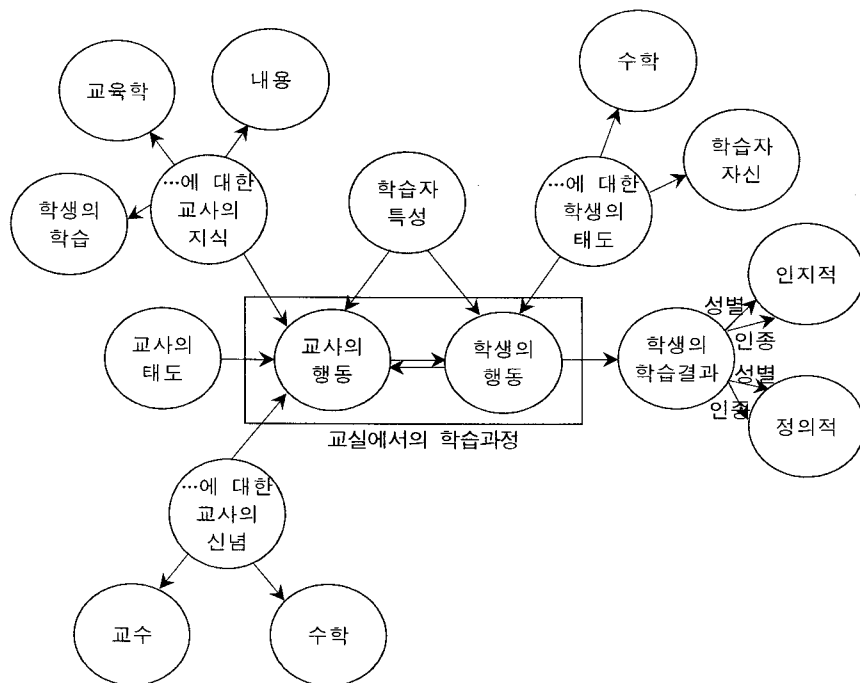 수학
내용
교육학
학습자
자신
…에 대한
교사의
지식
학습자
특성
…에 대한
학생의
태도
학생의
학습
인지적
성별
인종
교사의
태도
교사의
행동
학생의
행동
학생의
학습결과
성별
인종
정의적
교실에서의 학습과정
…에 대한
교사의
신념
교수
수학